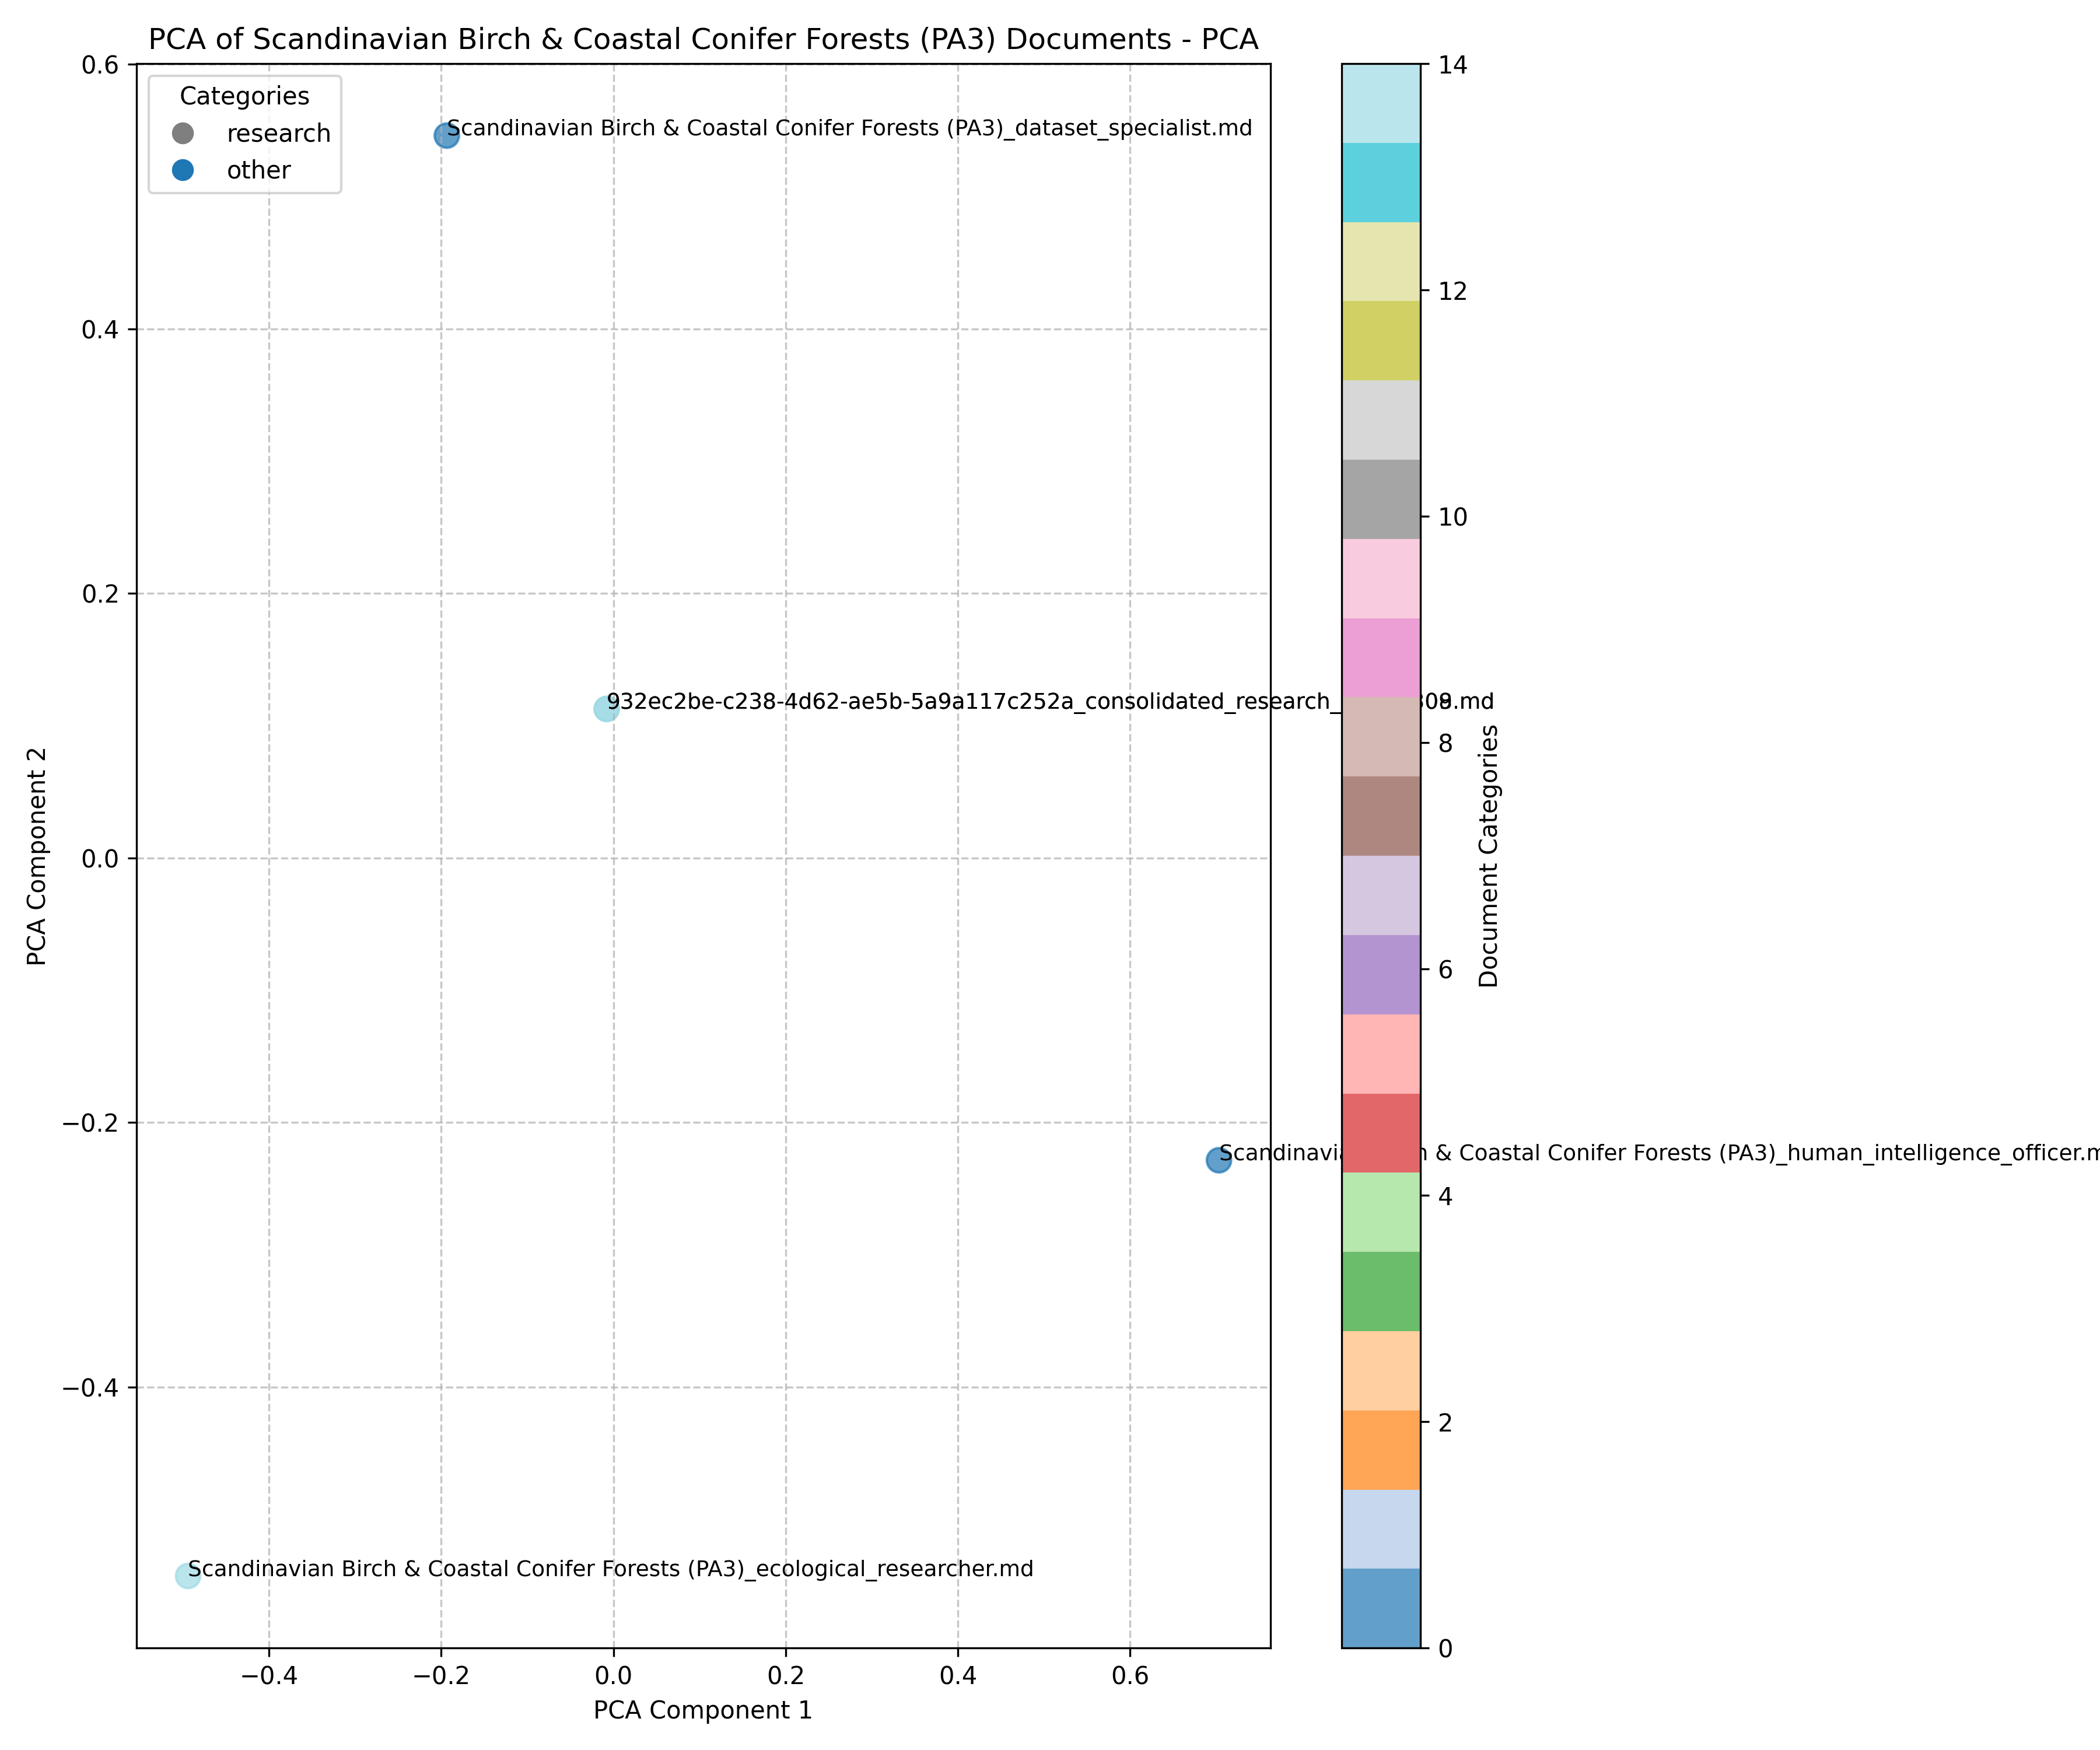 PCA of Scandinavian Birch & Coastal Conifer Forests (PA3) Documents - PCA
Categories
research
other
Scandinavian Birch & Coastal Conifer Forests (PA3)_dataset_specialist.md
932ec2be-c238-4d62-ae5b-5a9a117c252a_consolidated_research_
.md
Scandinavi
& Coastal Conifer Forests (PA3)_human_intelligence_officer.m
Scandinavian Birch & Coastal Conifer Forests (PA3)_ecological_researcher.md
0.6
0.4
0.2
0.0
−0.2
−0.4
PCA Component 2
−0.4
−0.2
0.0
0.2
0.4
0.6
PCA Component 1
14
12
10
8
6
4
2
0
Document Categories